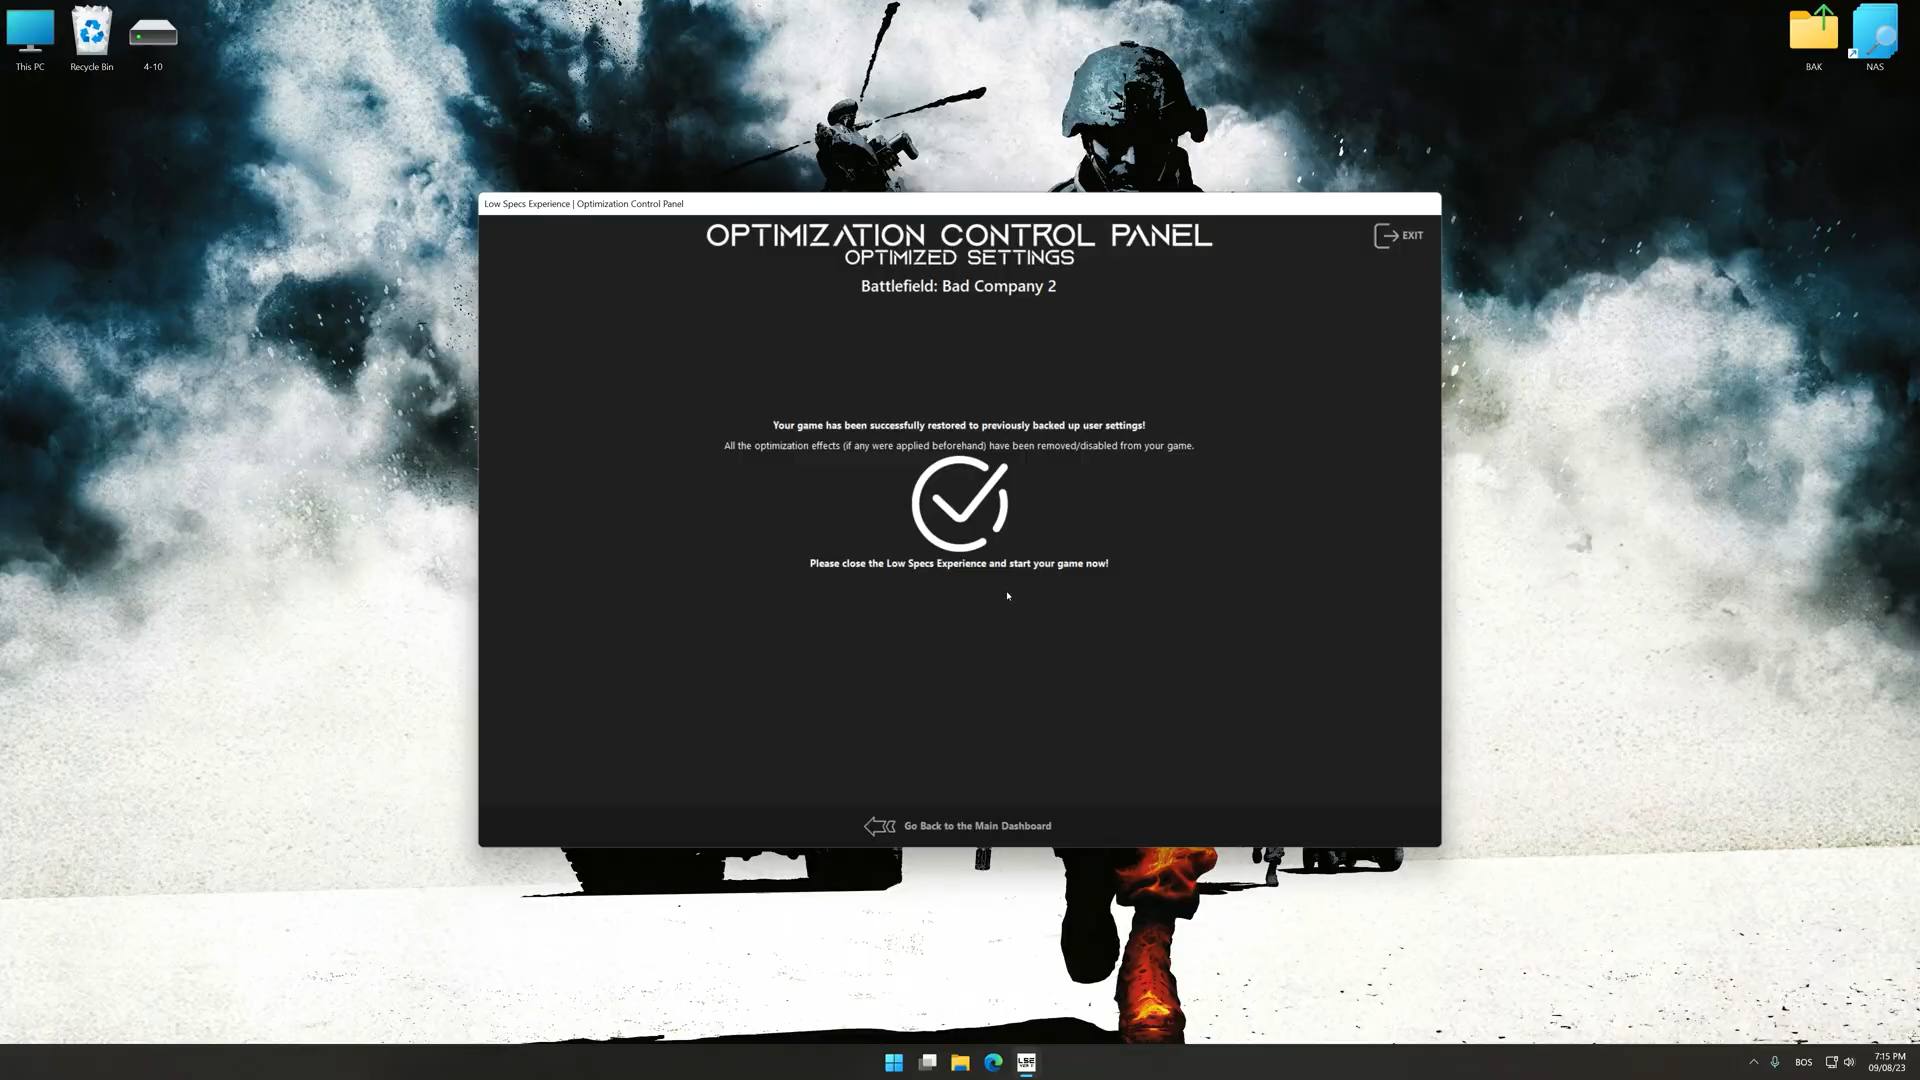 This PC
Recycle Bin
4-10
BAK
NAS
Low Specs Experience | Optimization Control Panel
OPTIMIZATION CONTROL PANEL
EXIT
OPTIMIZED SETTINGS
Battlefield: Bad Company 2
Your game has been successfully restored to previously backed up user settings!
All the optimization effects (if any were applied beforehand) have been removed/disabled from your game.
Please close the Low Specs Experience and start your game now!
Go Back to the Main Dashboard
LSE
BOS
7:15 PM
09/08/23